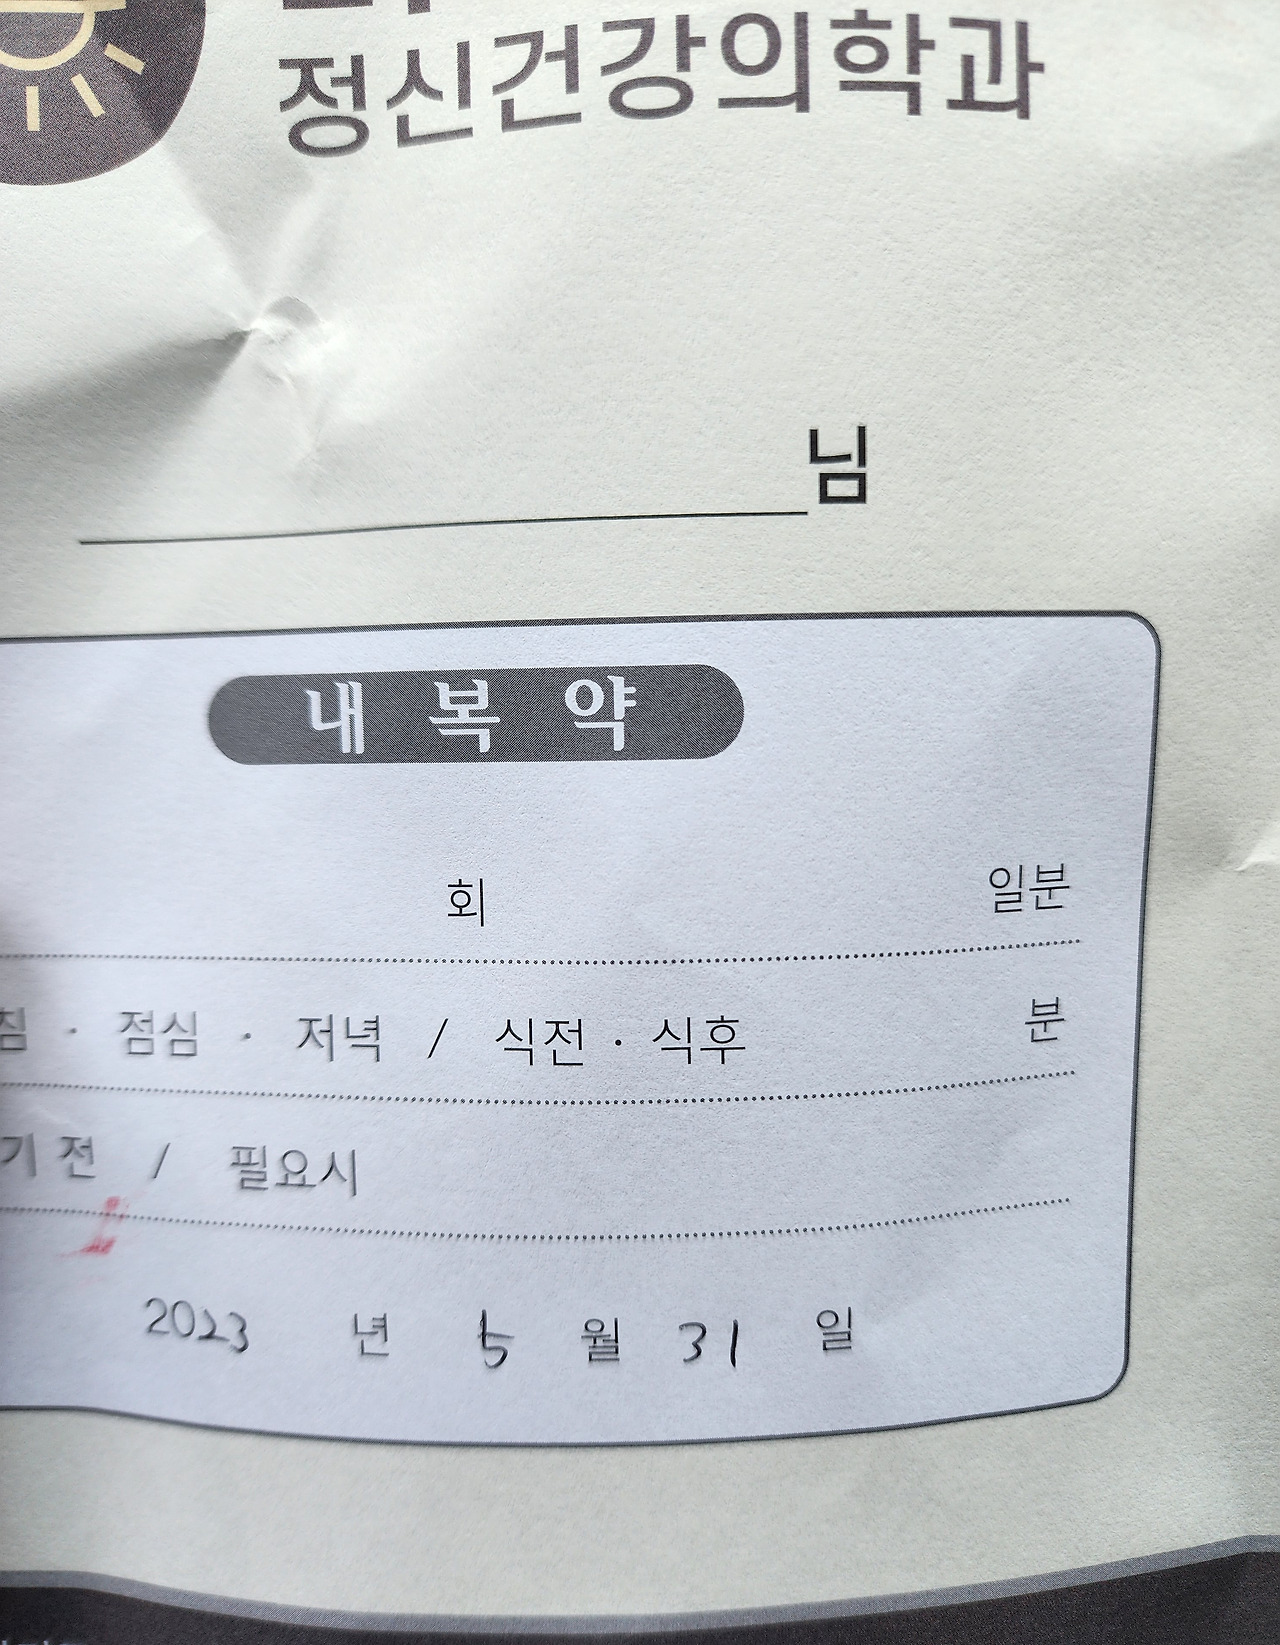 정신건강의학과
님
내 복 약
회 일분
침 · 점심 · 저녁 / 식전 · 식후 분
기 전 / 필요시
2023 년 5 월 31 일